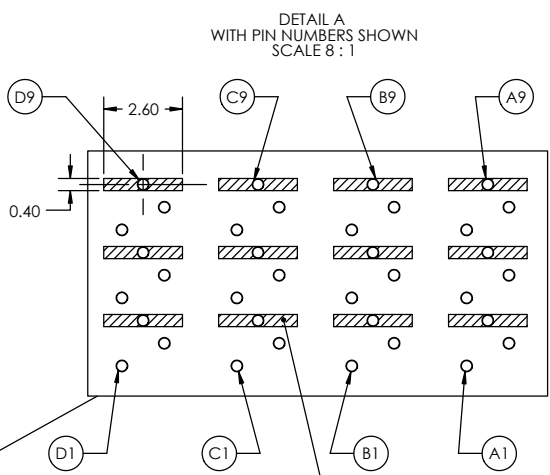 DETAIL A
WITH PIN NUMBERS SHOWN
SCALE 8 : 1
D9
C9
B9
A9
2.60
0.40
D1
C1
B1
A1